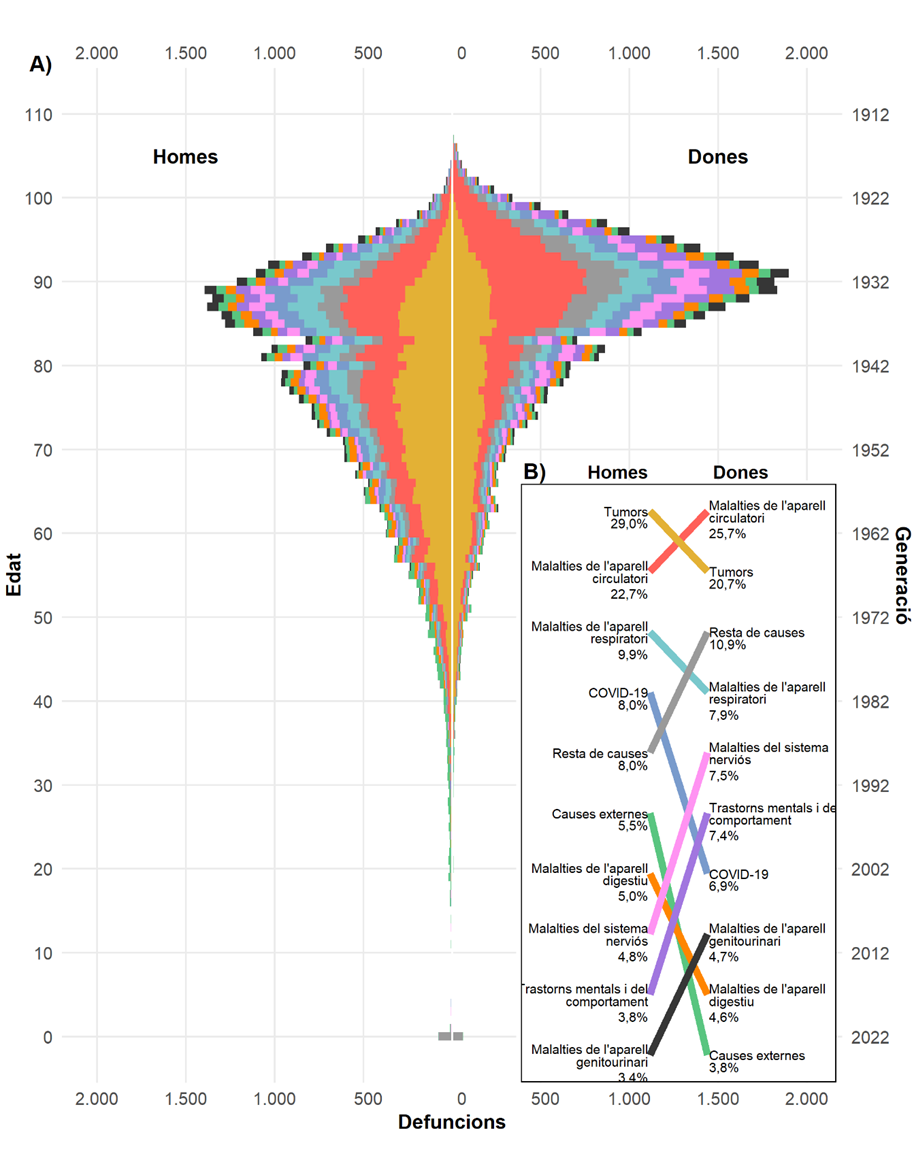 2.000 1.500 1.000 500 0 500 1.000 1.500 2.000
A)
110 1912
Homes Dones
100 1922
90 1932
80 1942
70 1952
60 1962
50 1972
40 1982
30 1992
20 2002
10 2012
0 2022
Edat
Generació
2.000 1.500 1.000 500 0 500 1.000 1.500 2.000
Defuncions
B) Homes Dones
Tumors
29,0%
Malalties de l'aparell
circulatori
22,7%
Malalties de l'aparell
respiratori
9,9%
COVID-19
8,0%
Resta de causes
8,0%
Causes externes
5,5%
Malalties de l'aparell
digestiu
5,0%
Malalties del sistema
nerviós
4,8%
Trastorns mentals i del
comportament
3,8%
Malalties de l'aparell
genitourinari
3,4%
Malalties de l'aparell
circulatori
25,7%
Tumors
20,7%
Resta de causes
10,9%
Malalties de l'aparell
respiratori
7,9%
Malalties del sistema
nerviós
7,5%
Trastorns mentals i de
comportament
7,4%
COVID-19
6,9%
Malalties de l'aparell
genitourinari
4,7%
Malalties de l'aparell
digestiu
4,6%
Causes externes
3,8%